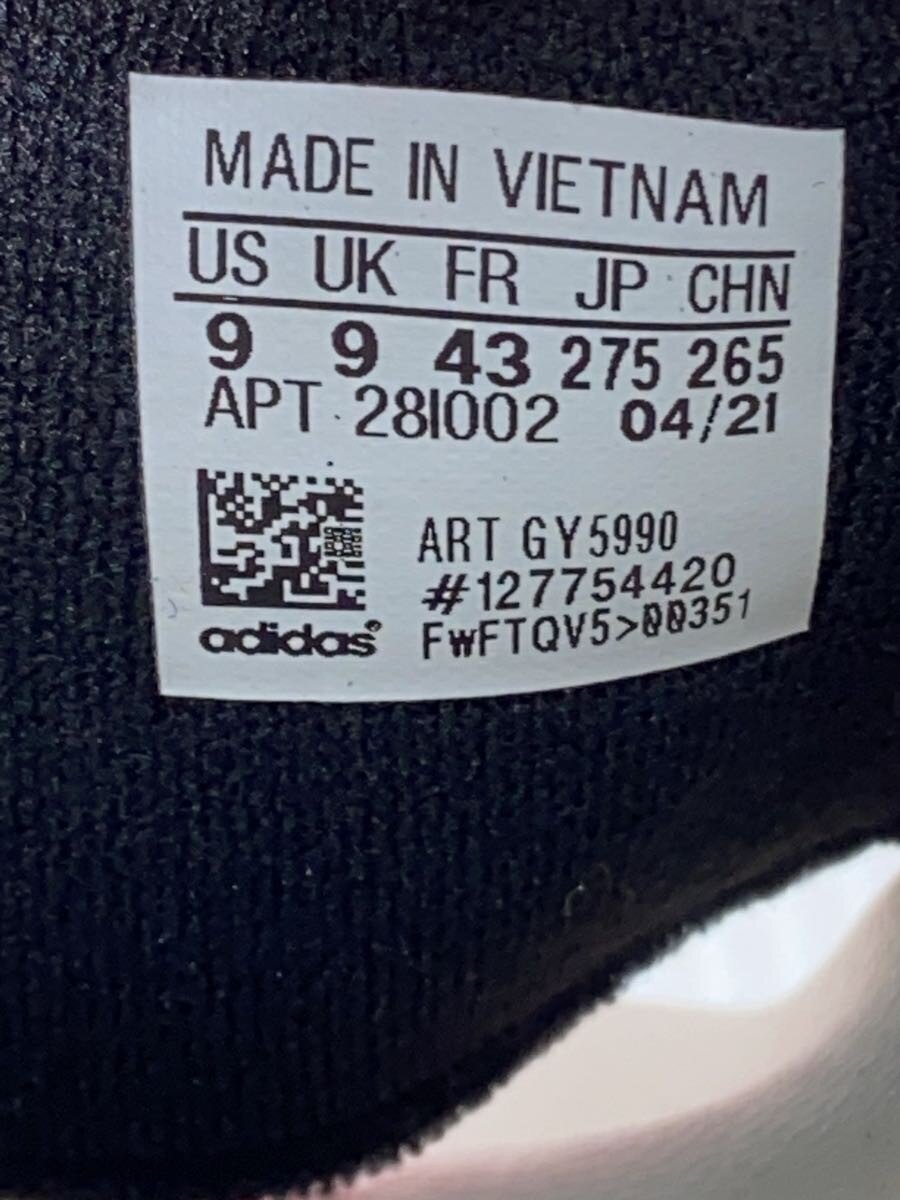 MADE IN VIETNAM
US UK FR JP CHN
9 9 43 275 265
APT 281002 04/21
ART GY5990
#127754420
adidas®
FWFTQV5>00351